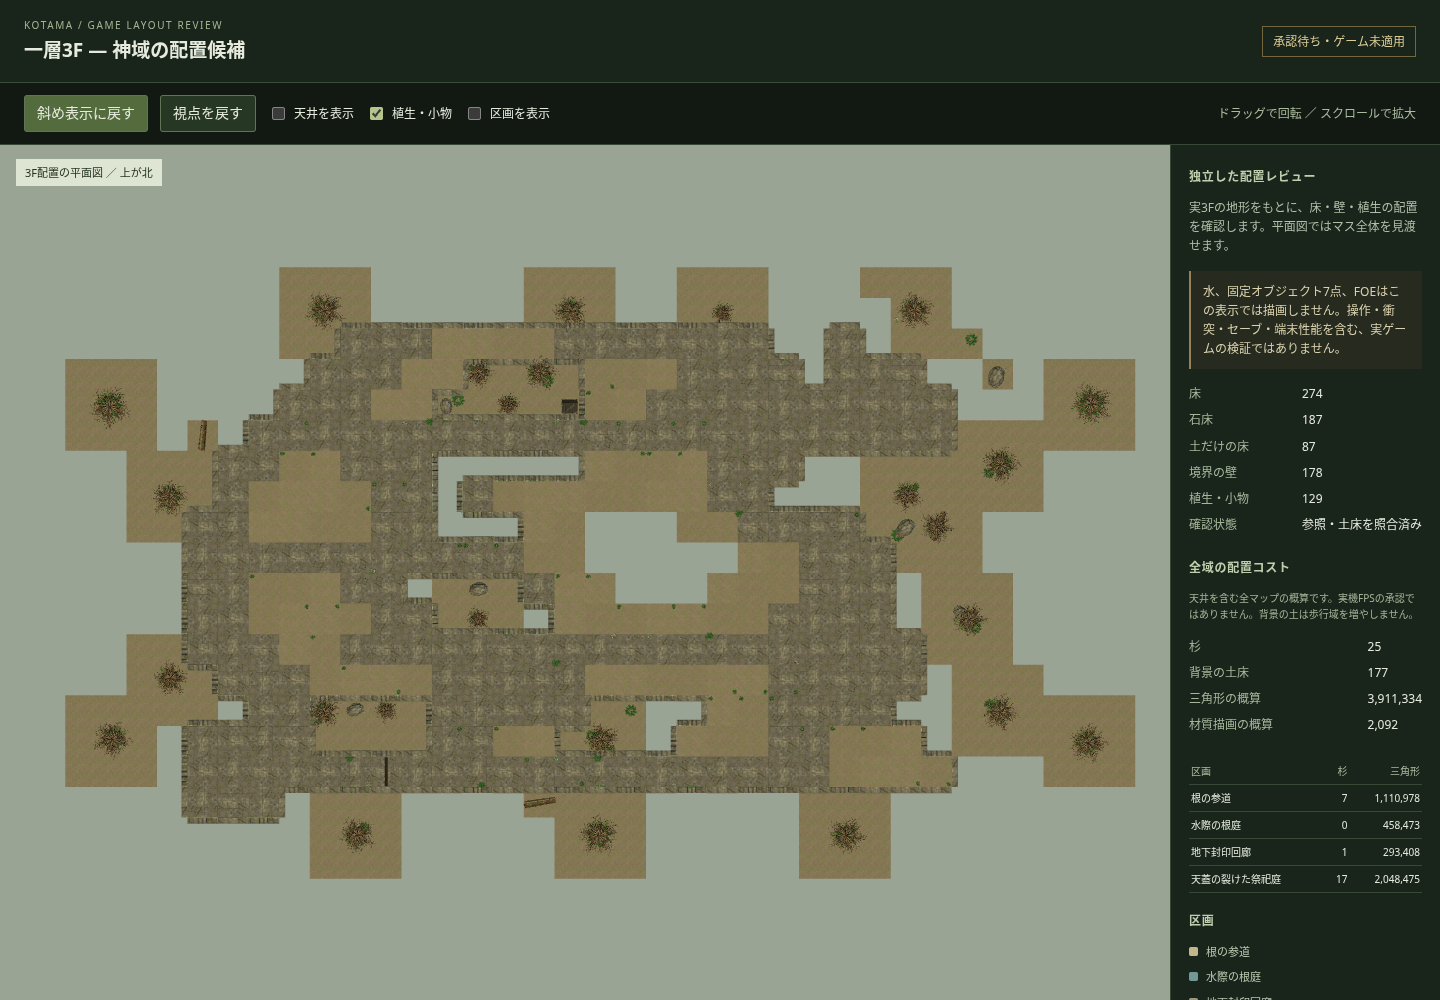 KOTAMA / GAME LAYOUT REVIEW
一層3F — 神域の配置候補
承認待ち・ゲーム未適用
斜め表示に戻す
視点を戻す
天井を表示
植生・小物
区画を表示
ドラッグで回転 ／ スクロールで拡大
3F配置の平面図 ／ 上が北
独立した配置レビュー
実3Fの地形をもとに、床・壁・植生の配置
を確認します。平面図ではマス全体を見渡
せます。
水、固定オブジェクト7点、FOEはこ
の表示では描画しません。操作・衝
突・セーブ・端末性能を含む、実ゲー
ムの検証ではありません。
床 274
石床 187
土だけの床 87
境界の壁 178
植生・小物 129
確認状態 参照・土床を照合済み
全域の配置コスト
天井を含む全マップの概算です。実機FPSの承認で
はありません。背景の土は歩行域を増やしません。
杉 25
背景の土床 177
三角形の概算 3,911,334
材質描画の概算 2,092
区画 杉 三角形
根の参道 7 1,110,978
水際の根庭 0 458,473
地下封印回廊 1 293,408
天蓋の裂けた祭祀庭 17 2,048,475
区画
根の参道
水際の根庭